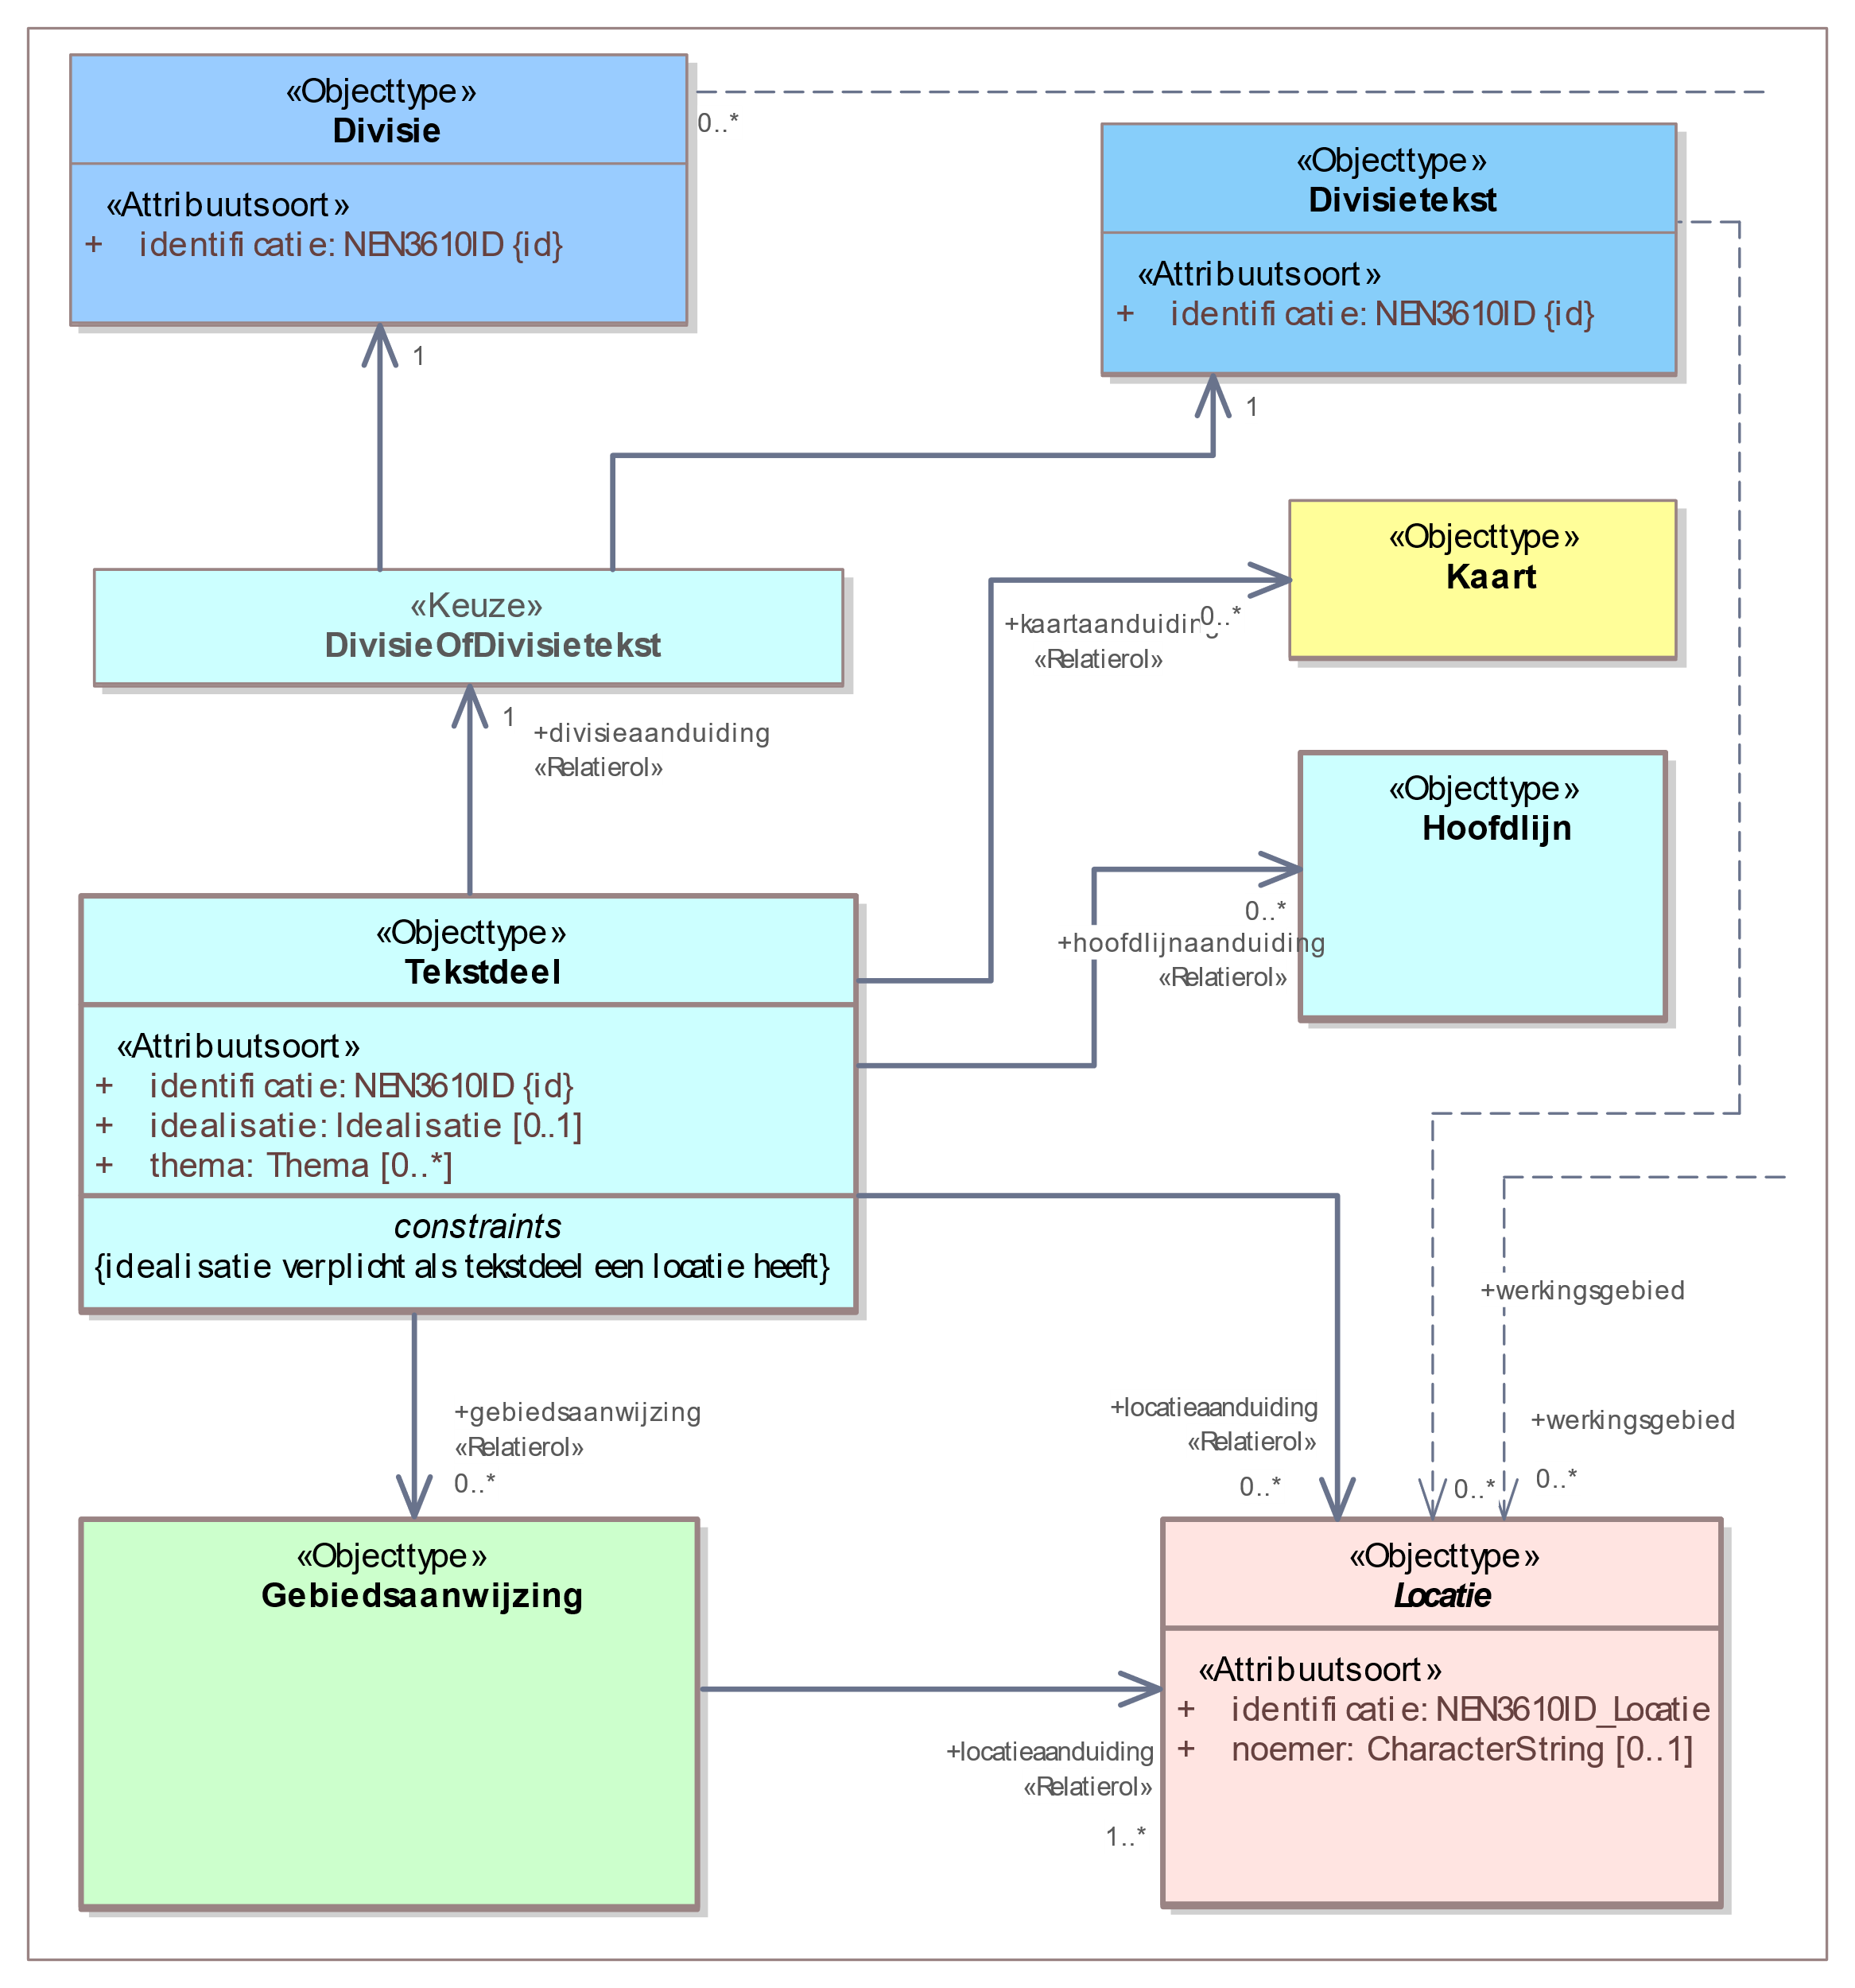 «Objecttype»
Divisie
«Attribuutsoort»
+ identificatie: NEN3610ID {id}
0..*
«Objecttype»
Divisietekst
«Attribuutsoort»
+ identificatie: NEN3610ID {id}
1
1
«Objecttype»
Kaart
«Keuze»
DivisieOfDivisietekst
+kaartaanduiding
0..*
«Relatierol»
1
+divisieaanduiding
«Relatierol»
«Objecttype»
Hoofdlijn
0..*
+hoofdlijnaanduiding
«Relatierol»
«Objecttype»
Tekstdeel
«Attribuutsoort»
+ identificatie: NEN3610ID {id}
+ idealisatie: Idealisatie [0..1]
+ thema: Thema [0..*]
constraints
{idealisatie verplicht als tekstdeel een locatie heeft}
+werkingsgebied
+gebiedsaanwijzing
«Relatierol»
0..*
+locatieaanduiding
«Relatierol»
0..*
+werkingsgebied
0..*
0..*
«Objecttype»
Gebiedsaanwijzing
«Objecttype»
Locatie
«Attribuutsoort»
+ identificatie: NEN3610ID_Locatie
+ noemer: CharacterString [0..1]
+locatieaanduiding
«Relatierol»
1..*